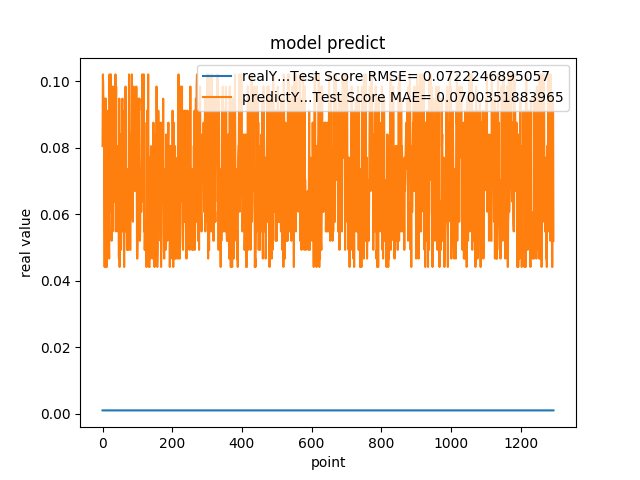 model predict
realY...Test Score RMSE= 0.0722246895057
predictY...Test Score MAE= 0.0700351883965
0.10
0.08
0.06
0.04
0.02
0.00
real value
0 200 400 600 800 1000 1200
point